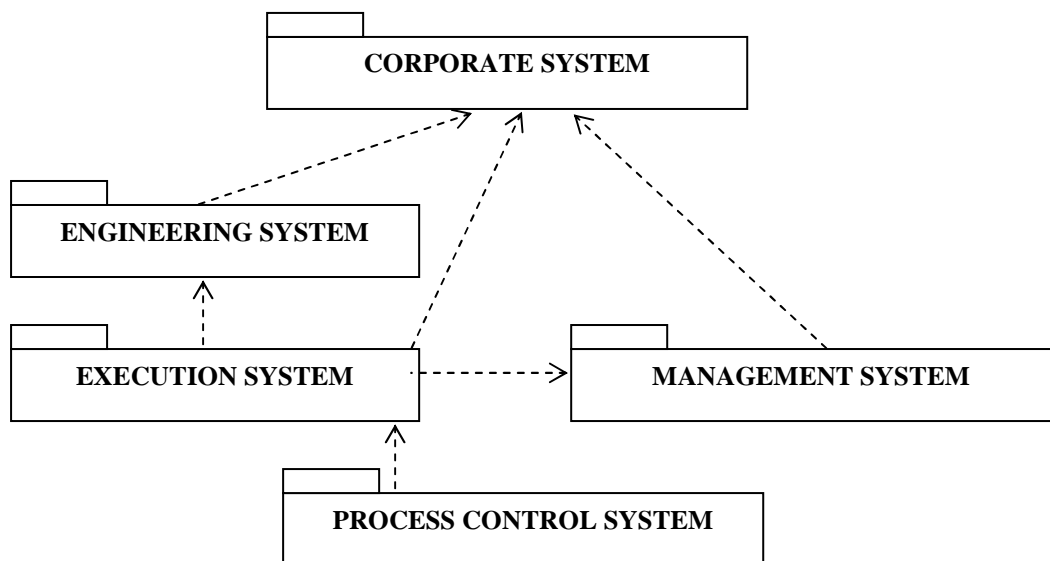 CORPORATE SYSTEM
ENGINEERING SYSTEM
EXECUTION SYSTEM
MANAGEMENT SYSTEM
PROCESS CONTROL SYSTEM